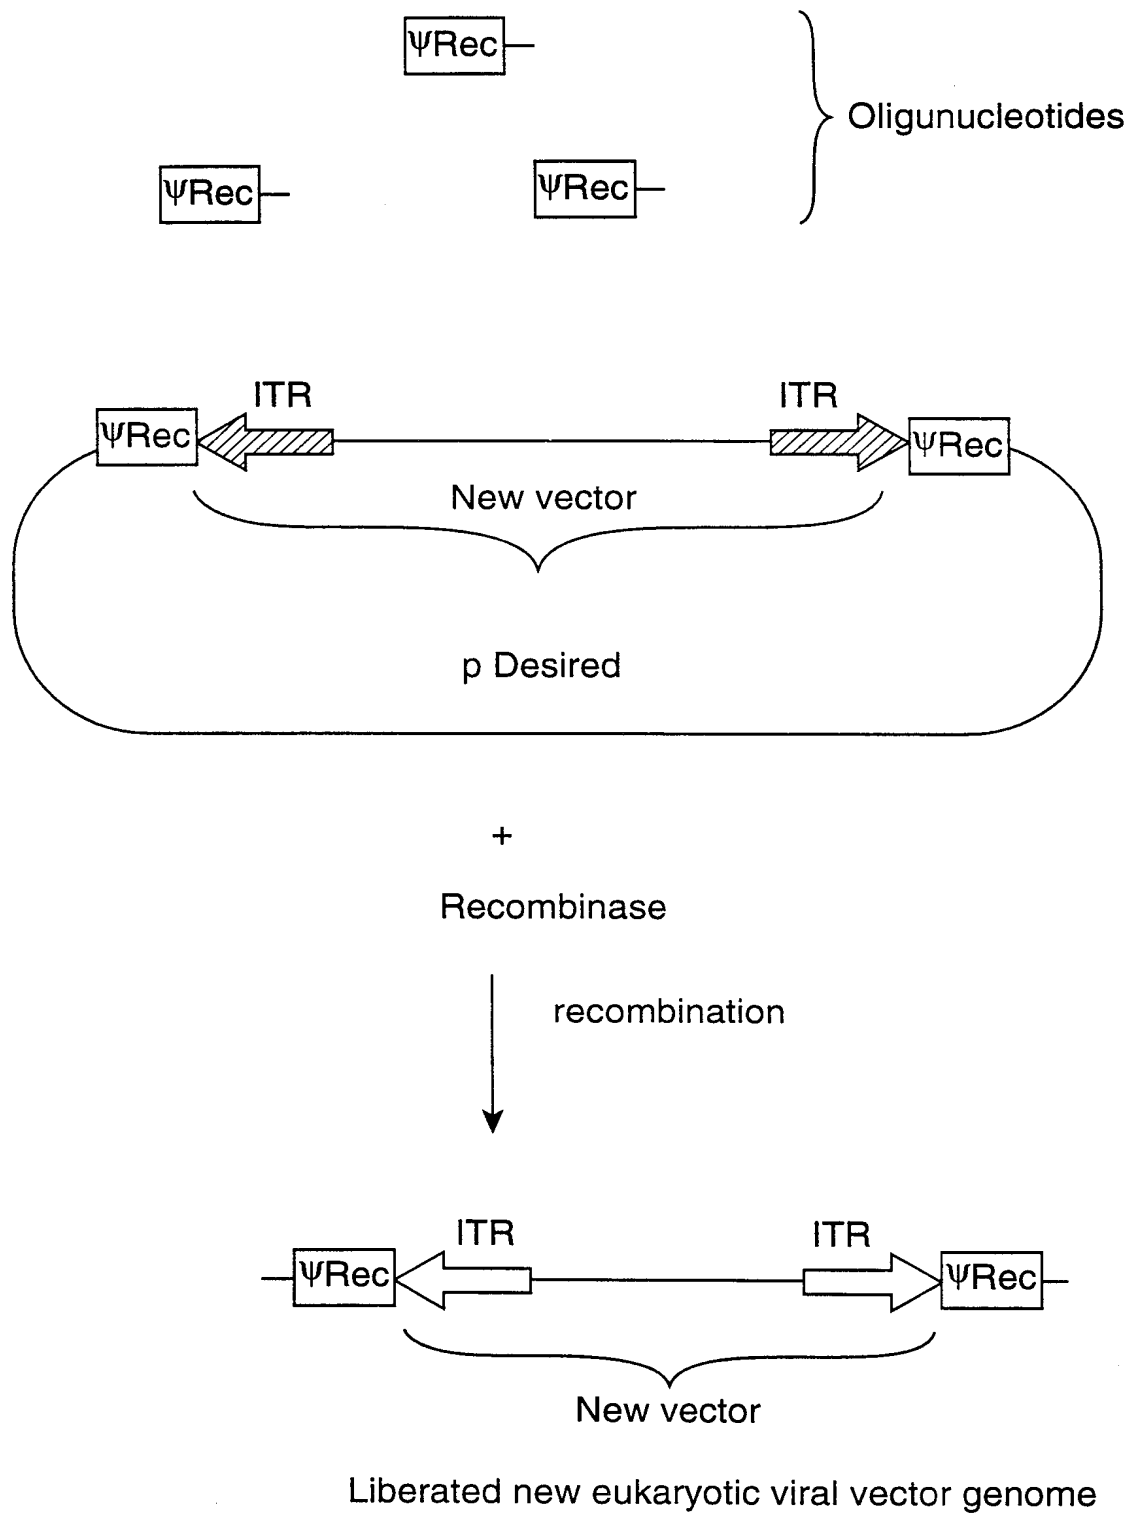 ψRec
Oligunucleotides
ψRec
ψRec
ITR
ITR
ψRec
ψRec
New vector
p Desired
+
Recombinase
recombination
ITR
ITR
ψRec
ψRec
New vector
Liberated new eukaryotic viral vector genome